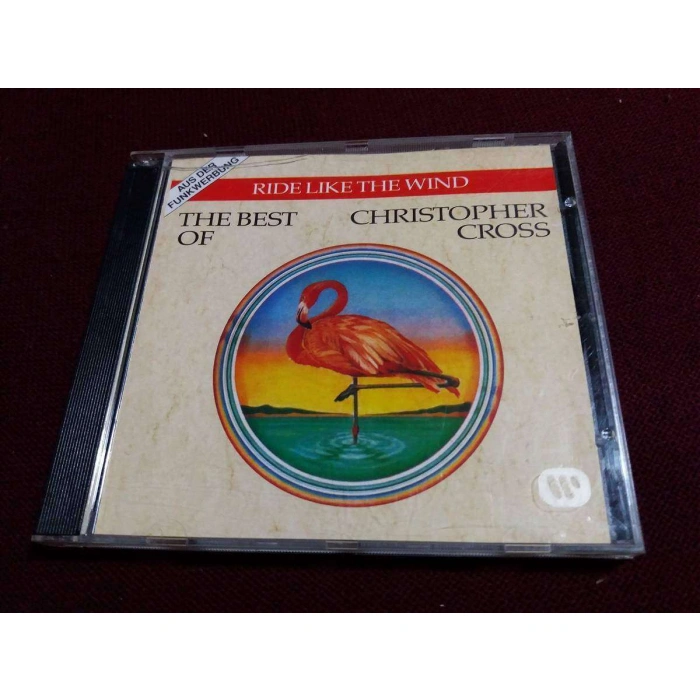 AUS DER
FUNKWERBUNG
RIDE LIKE THE WIND
THE BEST CHRISTOPHER
OF CROSS